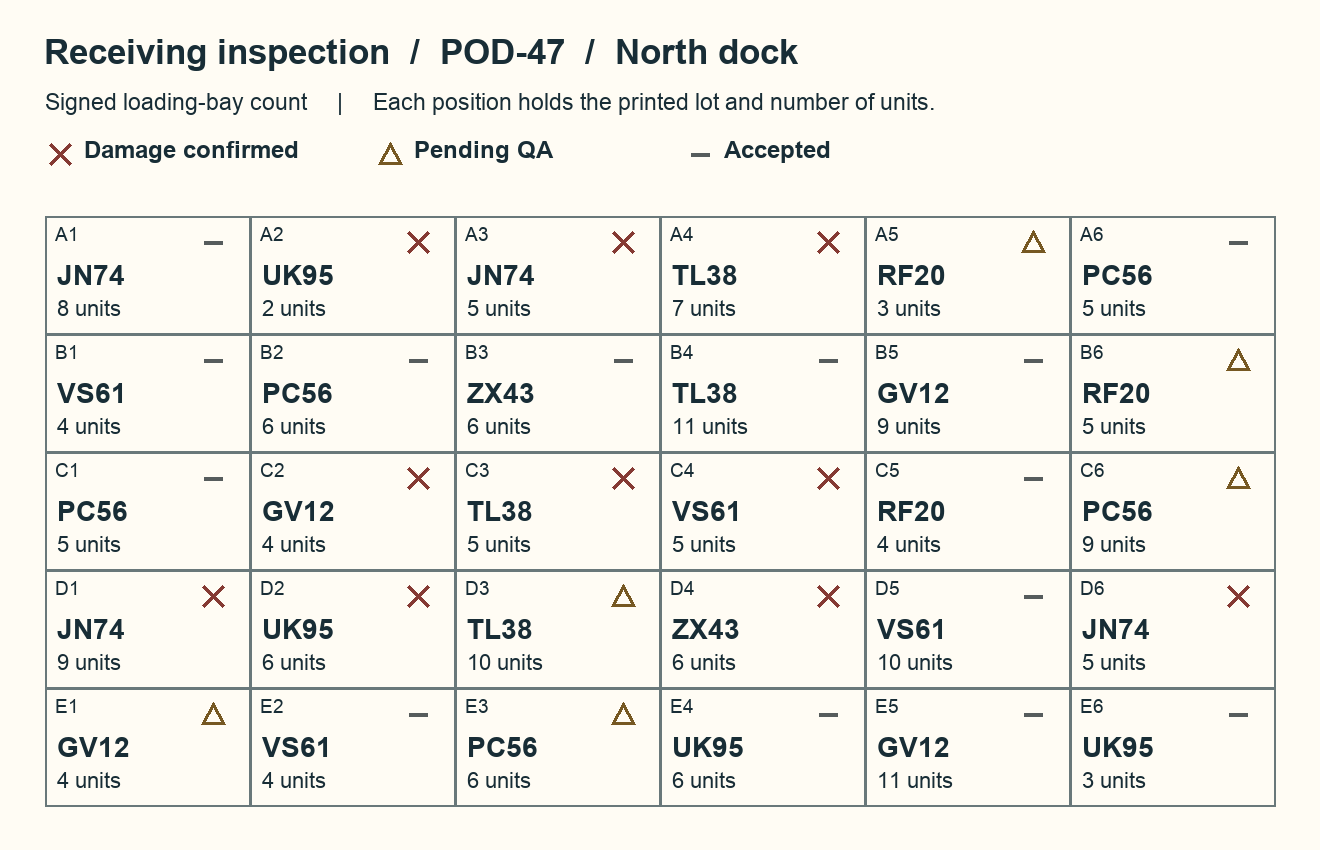 Receiving inspection / POD-47 / North dock
Signed loading-bay count | Each position holds the printed lot and number of units.
Damage confirmed Pending QA Accepted
A1 A2 A3 A4 A5 A6
JN74 UK95 JN74 TL38 RF20 PC56
8 units 2 units 5 units 7 units 3 units 5 units
B1 B2 B3 B4 B5 B6
VS61 PC56 ZX43 TL38 GV12 RF20
4 units 6 units 6 units 11 units 9 units 5 units
C1 C2 C3 C4 C5 C6
PC56 GV12 TL38 VS61 RF20 PC56
5 units 4 units 5 units 5 units 4 units 9 units
D1 D2 D3 D4 D5 D6
JN74 UK95 TL38 ZX43 VS61 JN74
9 units 6 units 10 units 6 units 10 units 5 units
E1 E2 E3 E4 E5 E6
GV12 VS61 PC56 UK95 GV12 UK95
4 units 4 units 6 units 6 units 11 units 3 units